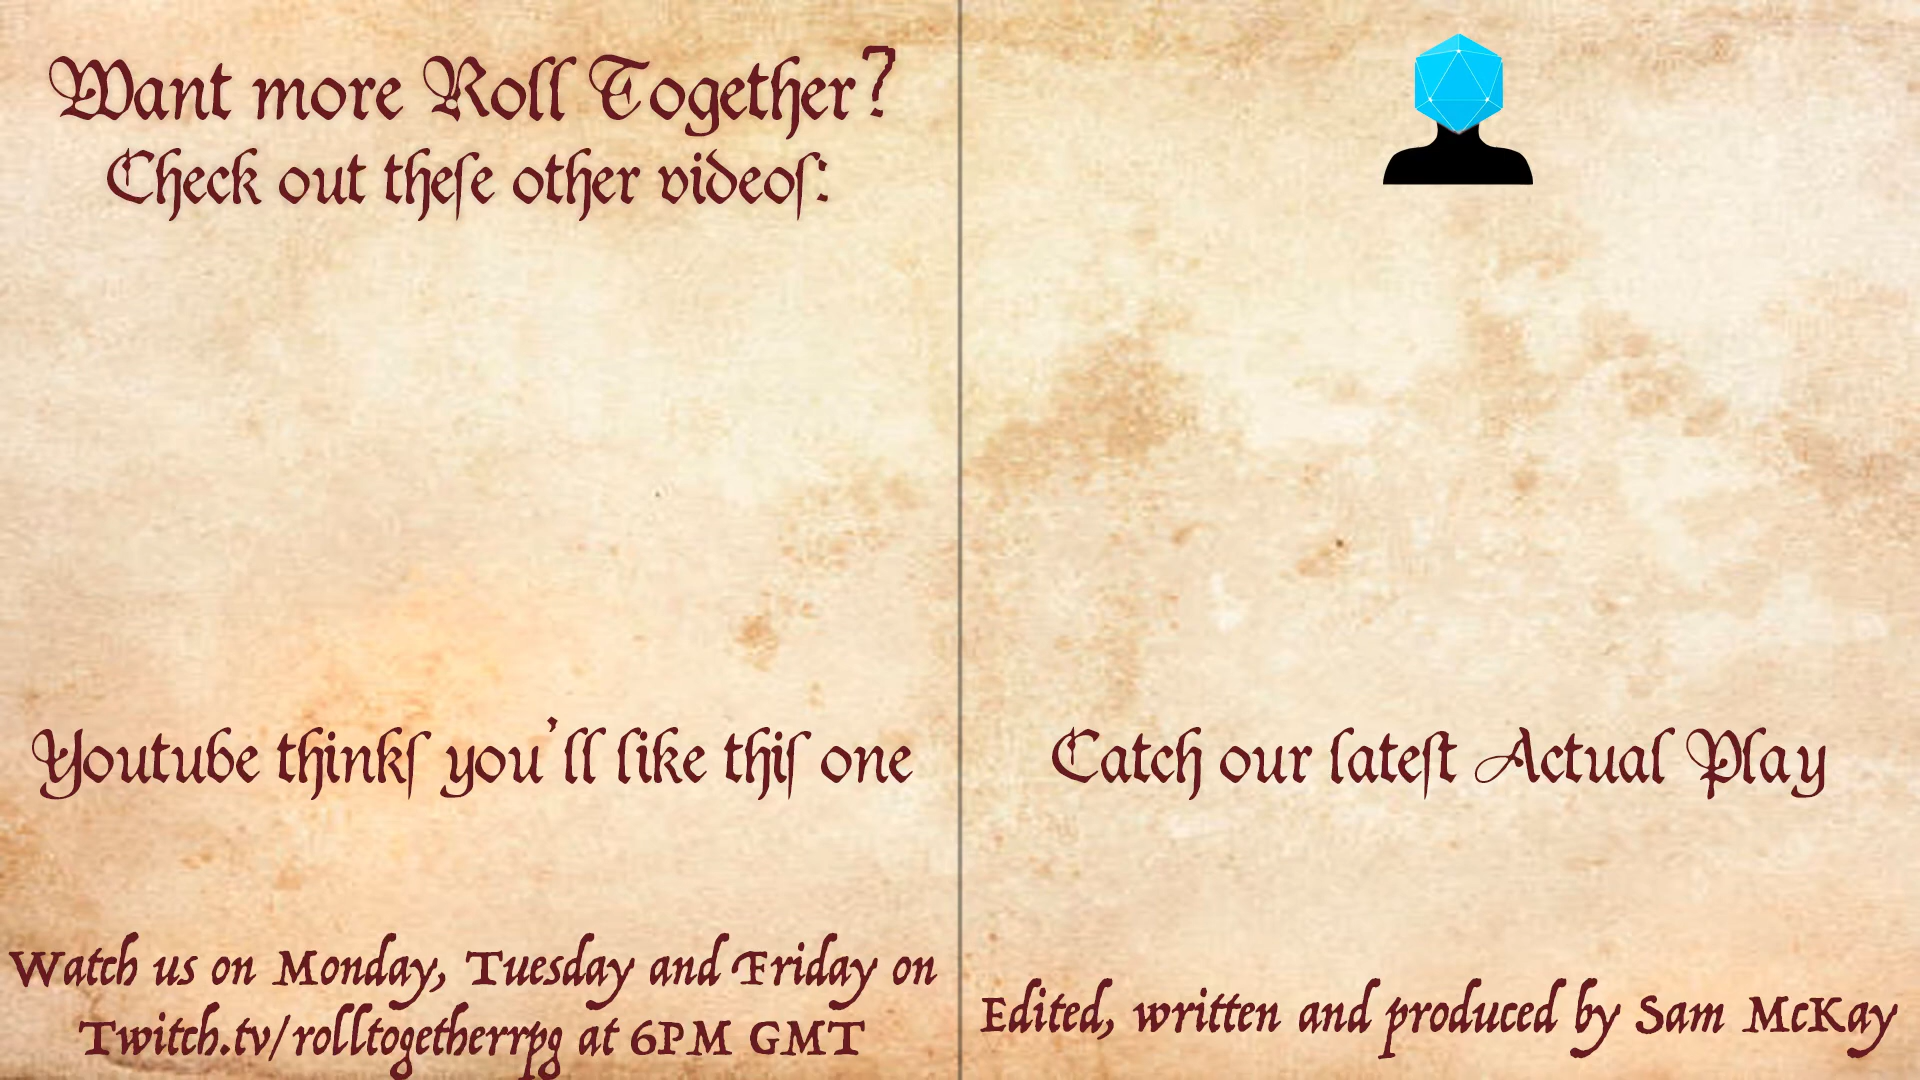 Want more Roll Together?
Check out these other videos:
Youtube thinks you'll like this one
Watch us on Monday, Tuesday and Friday on
Twitch.tv/rolltogetherrpg at 6PM GMT
Catch our latest Actual Play
Edited, written and produced by Sam McKay